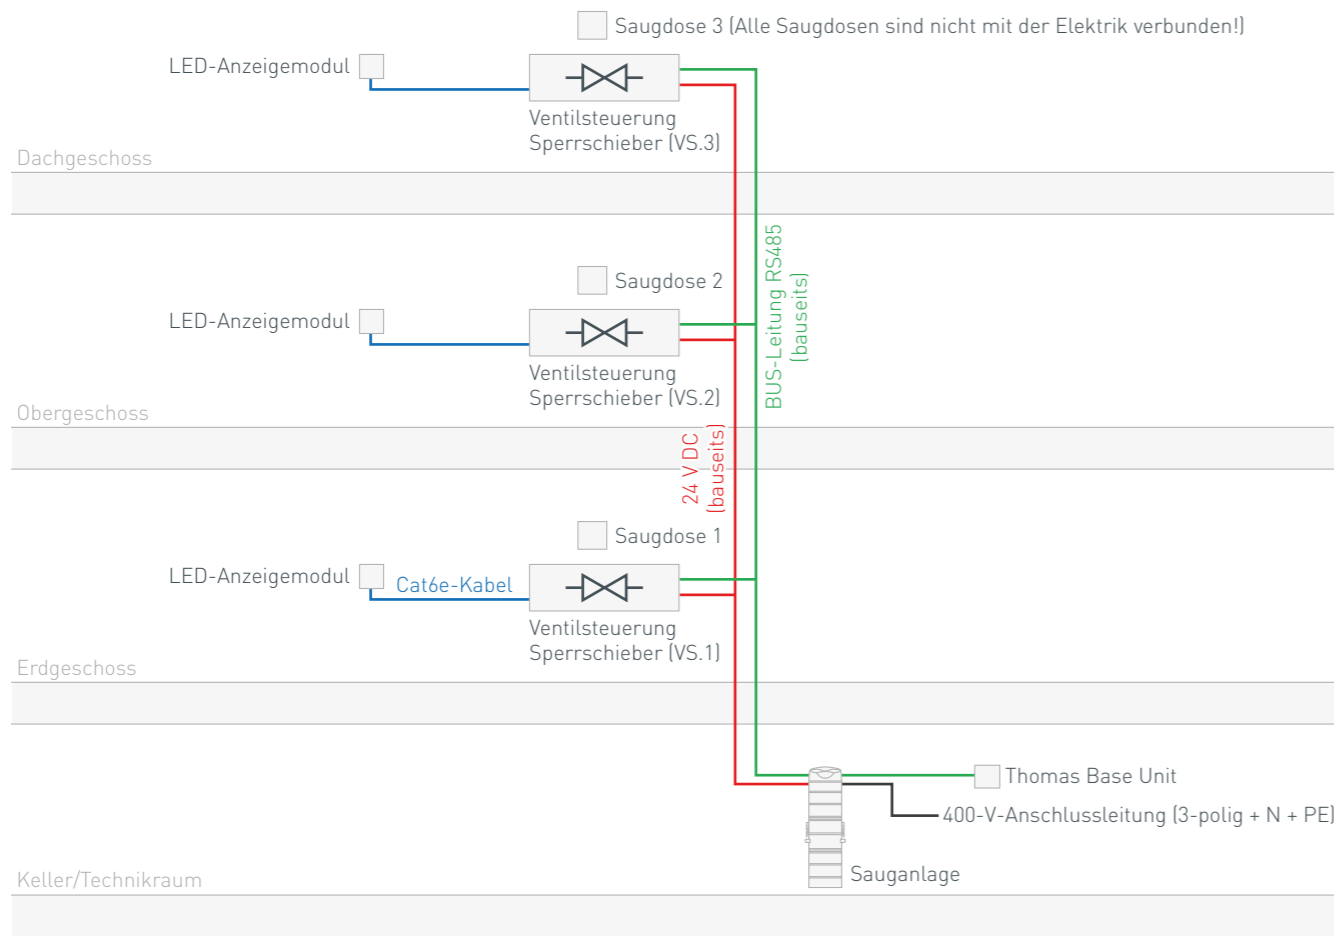 Saugdose 3 (Alle Saugdosen sind nicht mit der Elektrik verbunden!)
LED-Anzeigemodul
Ventilsteuerung
Sperrschieber (VS.3)
Dachgeschoss
BUS-Leitung RS485
(bauseits)
Saugdose 2
LED-Anzeigemodul
Ventilsteuerung
Sperrschieber (VS.2)
Obergeschoss
24 V DC
(bauseits)
Saugdose 1
LED-Anzeigemodul
Cat6e-Kabel
Ventilsteuerung
Sperrschieber (VS.1)
Erdgeschoss
Thomas Base Unit
400-V-Anschlussleitung (3-polig + N + PE)
Sauganlage
Keller/Technikraum